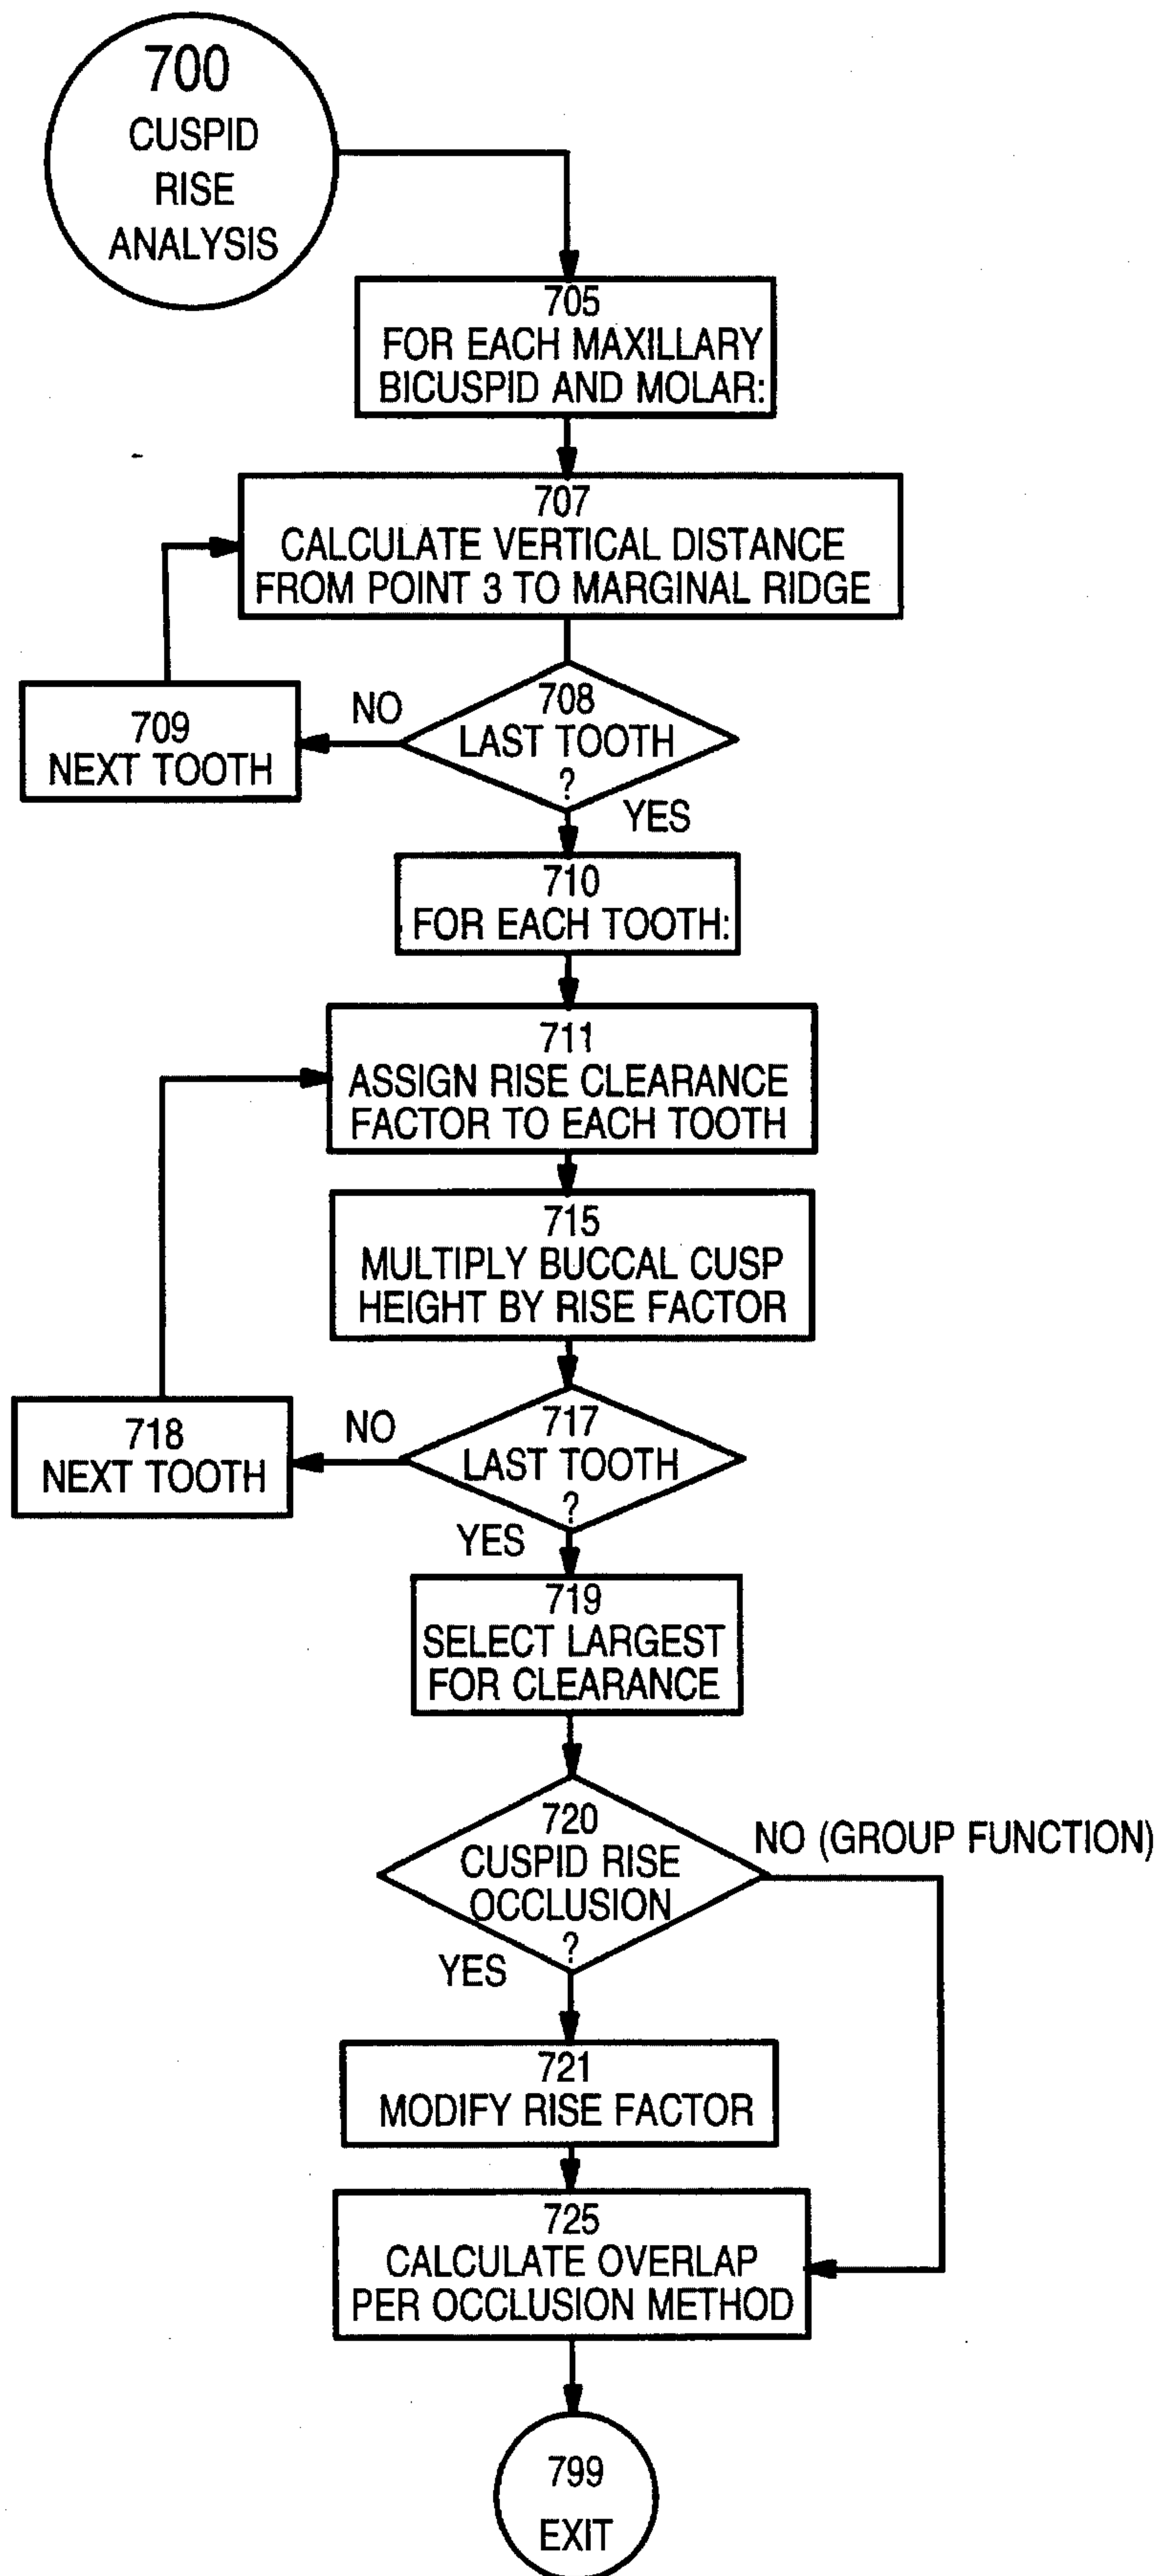 700
CUSPID
RISE
ANALYSIS
705
FOR EACH MAXILLARY
BICUSPID AND MOLAR:
707
CALCULATE VERTICAL DISTANCE
FROM POINT 3 TO MARGINAL RIDGE
708
LAST TOOTH
?
NO
709
NEXT TOOTH
YES
710
FOR EACH TOOTH:
711
ASSIGN RISE CLEARANCE
FACTOR TO EACH TOOTH
715
MULTIPLY BUCCAL CUSP
HEIGHT BY RISE FACTOR
717
LAST TOOTH
?
NO
718
NEXT TOOTH
YES
719
SELECT LARGEST
FOR CLEARANCE
720
CUSPID RISE
OCCLUSION
?
NO (GROUP FUNCTION)
YES
721
MODIFY RISE FACTOR
725
CALCULATE OVERLAP
PER OCCLUSION METHOD
799
EXIT